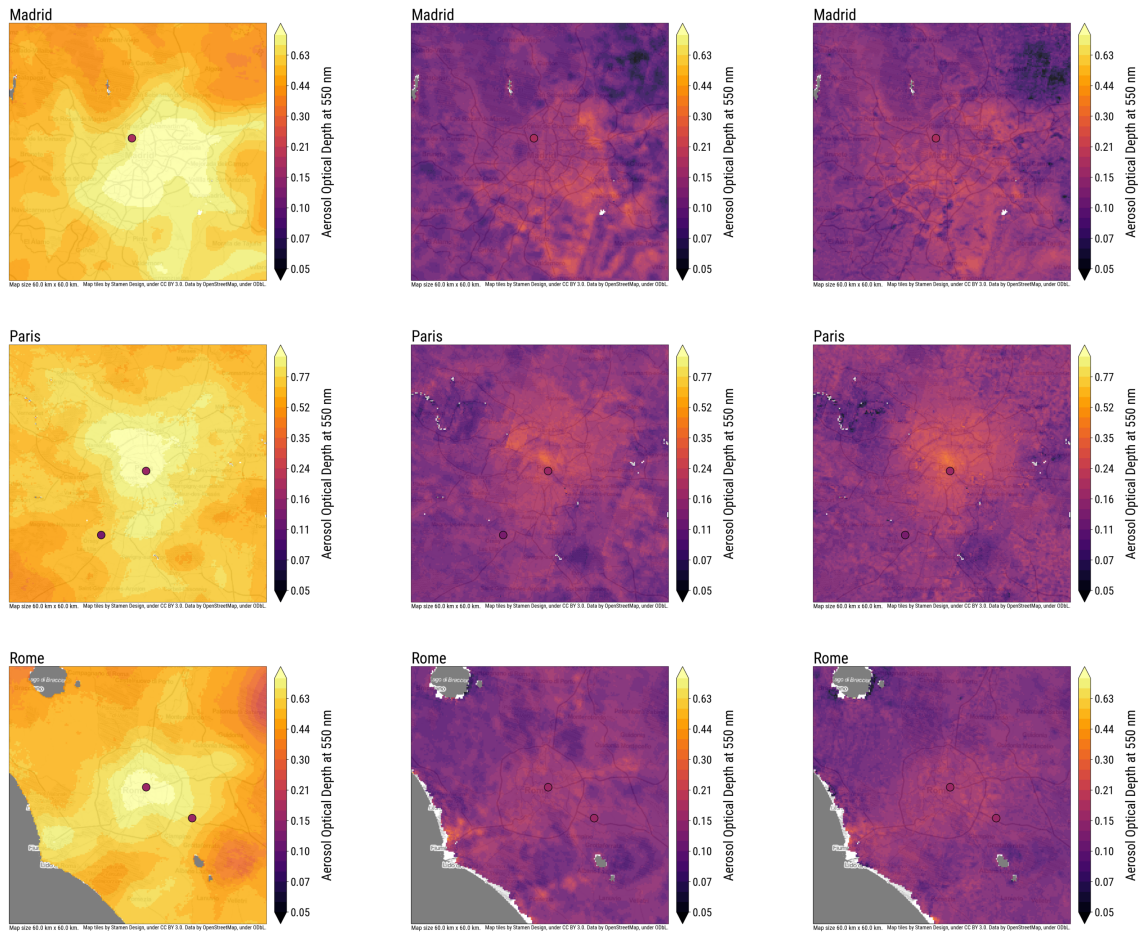 Madrid
Madrid
Madrid
0.63
0.44
0.30
0.21
0.15
0.10
0.07
0.05
Aerosol Optical Depth at 550 nm
0.63
0.44
0.30
0.21
0.15
0.10
0.07
0.05
Aerosol Optical Depth at 550 nm
0.63
0.44
0.30
0.21
0.15
0.10
0.07
0.05
Aerosol Optical Depth at 550 nm
Map size 60.0 km x 60.0 km. Map tiles by Stamen Design, under CC BY 3.0. Data by OpenStreetMap, under ODbL.
Map size 60.0 km x 60.0 km. Map tiles by Stamen Design, under CC BY 3.0. Data by OpenStreetMap, under ODbL.
Map size 60.0 km x 60.0 km. Map tiles by Stamen Design, under CC BY 3.0. Data by OpenStreetMap, under ODbL.
Paris
Paris
Paris
0.77
0.52
0.35
0.24
0.16
0.11
0.07
0.05
Aerosol Optical Depth at 550 nm
0.77
0.52
0.35
0.24
0.16
0.11
0.07
0.05
Aerosol Optical Depth at 550 nm
0.77
0.52
0.35
0.24
0.16
0.11
0.07
0.05
Aerosol Optical Depth at 550 nm
Map size 60.0 km x 60.0 km. Map tiles by Stamen Design, under CC BY 3.0. Data by OpenStreetMap, under ODbL.
Map size 60.0 km x 60.0 km. Map tiles by Stamen Design, under CC BY 3.0. Data by OpenStreetMap, under ODbL.
Map size 60.0 km x 60.0 km. Map tiles by Stamen Design, under CC BY 3.0. Data by OpenStreetMap, under ODbL.
Rome
Rome
Rome
0.63
0.44
0.30
0.21
0.15
0.10
0.07
0.05
Aerosol Optical Depth at 550 nm
0.63
0.44
0.30
0.21
0.15
0.10
0.07
0.05
Aerosol Optical Depth at 550 nm
0.63
0.44
0.30
0.21
0.15
0.10
0.07
0.05
Aerosol Optical Depth at 550 nm
Map size 60.0 km x 60.0 km. Map tiles by Stamen Design, under CC BY 3.0. Data by OpenStreetMap, under ODbL.
Map size 60.0 km x 60.0 km. Map tiles by Stamen Design, under CC BY 3.0. Data by OpenStreetMap, under ODbL.
Map size 60.0 km x 60.0 km. Map tiles by Stamen Design, under CC BY 3.0. Data by OpenStreetMap, under ODbL.